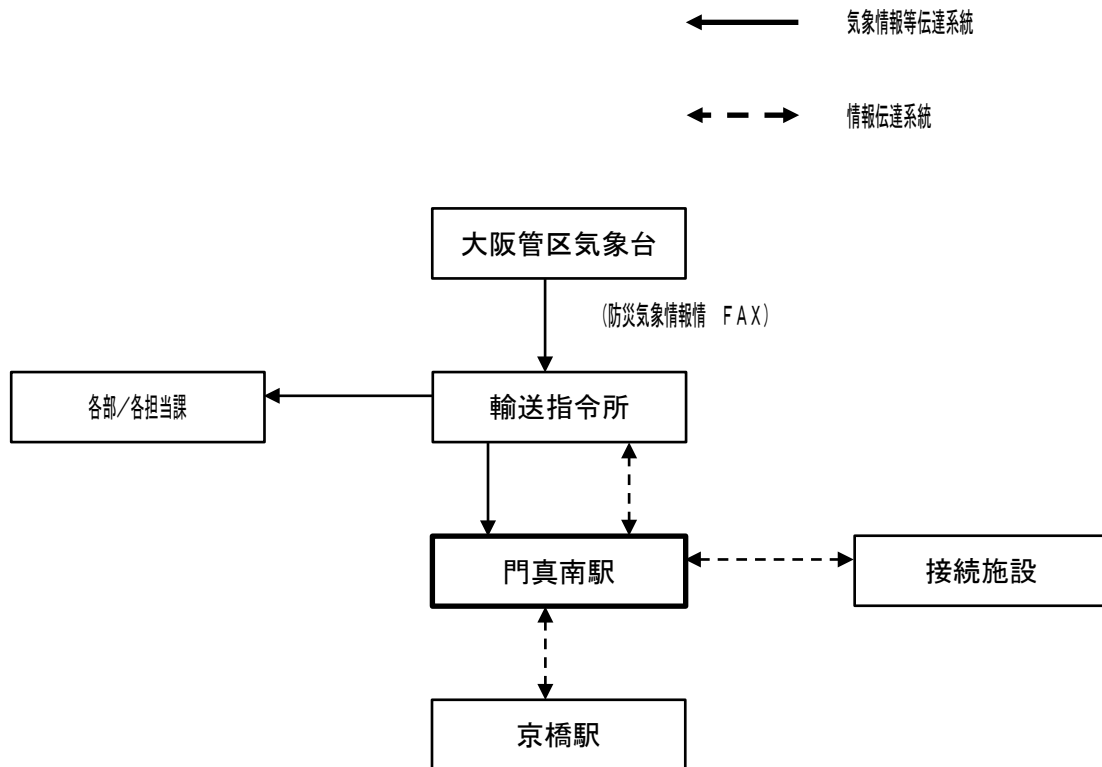 気象情報等伝達系統
情報伝達系統
大阪管区気象台
(防災気象情報情　ＦＡＸ)
各部／各担当課
輸送指令所
門真南駅
接続施設
京橋駅